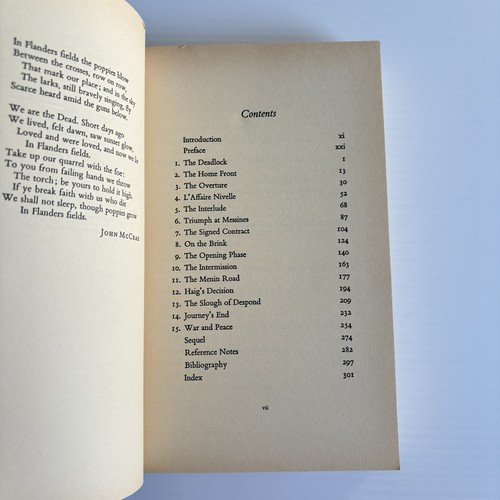 In Flanders fields the poppies blow
Between the crosses, row on row,
That mark our place; and in the sky
The larks, still bravely singing, fly
Scarce heard amid the guns below.
We are the Dead. Short days ago
We lived, felt dawn, saw sunset glow,
Loved and were loved, and now we lie
In Flanders fields.
Take up our quarrel with the foe:
To you from failing hands we throw
The torch; be yours to hold it high.
If ye break faith with us who die
We shall not sleep, though poppies grow
In Flanders fields.
JOHN MCCRAE
Contents
Introduction xi
Preface xxi
1. The Deadlock 1
2. The Home Front 13
3. The Overture 30
4. L'Affaire Nivelle 52
5. The Interlude 68
6. Triumph at Messines 87
7. The Signed Contract 104
8. On the Brink 124
9. The Opening Phase 140
10. The Intermission 163
11. The Menin Road 177
12. Haig's Decision 194
13. The Slough of Despond 209
14. Journey's End 232
15. War and Peace 254
Sequel 274
Reference Notes 282
Bibliography 297
Index 301
vii